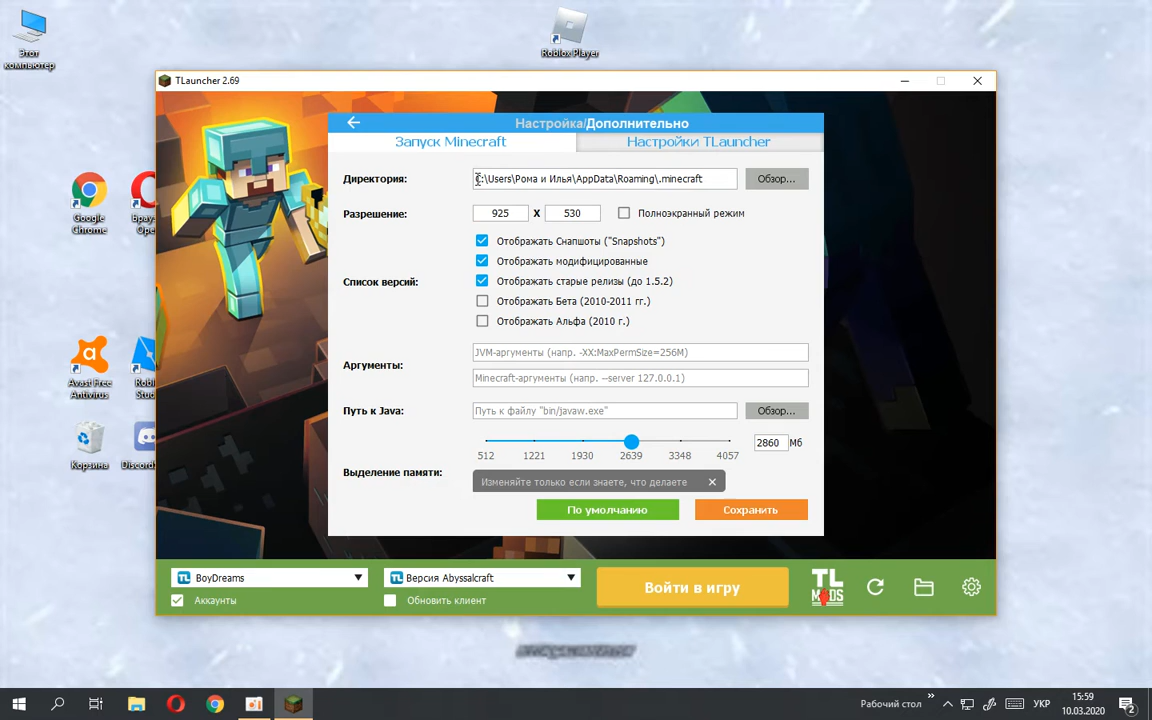 Этот компьютер
Roblox Player
Google Chrome
Avast Free Antivirus
Корзина
TLauncher 2.69
Настройка/Дополнительно
Запуск Minecraft
Настройки TLauncher
Директория:
C:\Users\Рома и Илья\AppData\Roaming\.minecraft
Обзор...
Разрешение:
925 X 530
Полноэкранный режим
Список версий:
Отображать Снапшоты ("Snapshots")
Отображать модифицированные
Отображать старые релизы (до 1.5.2)
Отображать Бета (2010-2011 гг.)
Отображать Альфа (2010 г.)
Аргументы:
JVM-аргументы (напр. -XX:MaxPermSize=256M)
Minecraft-аргументы (напр. --server 127.0.0.1)
Путь к Java:
Путь к файлу "bin/javaw.exe"
Обзор...
Выделение памяти:
2860 Мб
512 1221 1930 2639 3348 4057
Изменяйте только если знаете, что делаете
По умолчанию
Сохранить
BoyDreams
Версия Abyssalcraft
Войти в игру
TL MODS
Аккаунты
Обновить клиент
Рабочий стол
УКР
15:59
10.03.2020
2